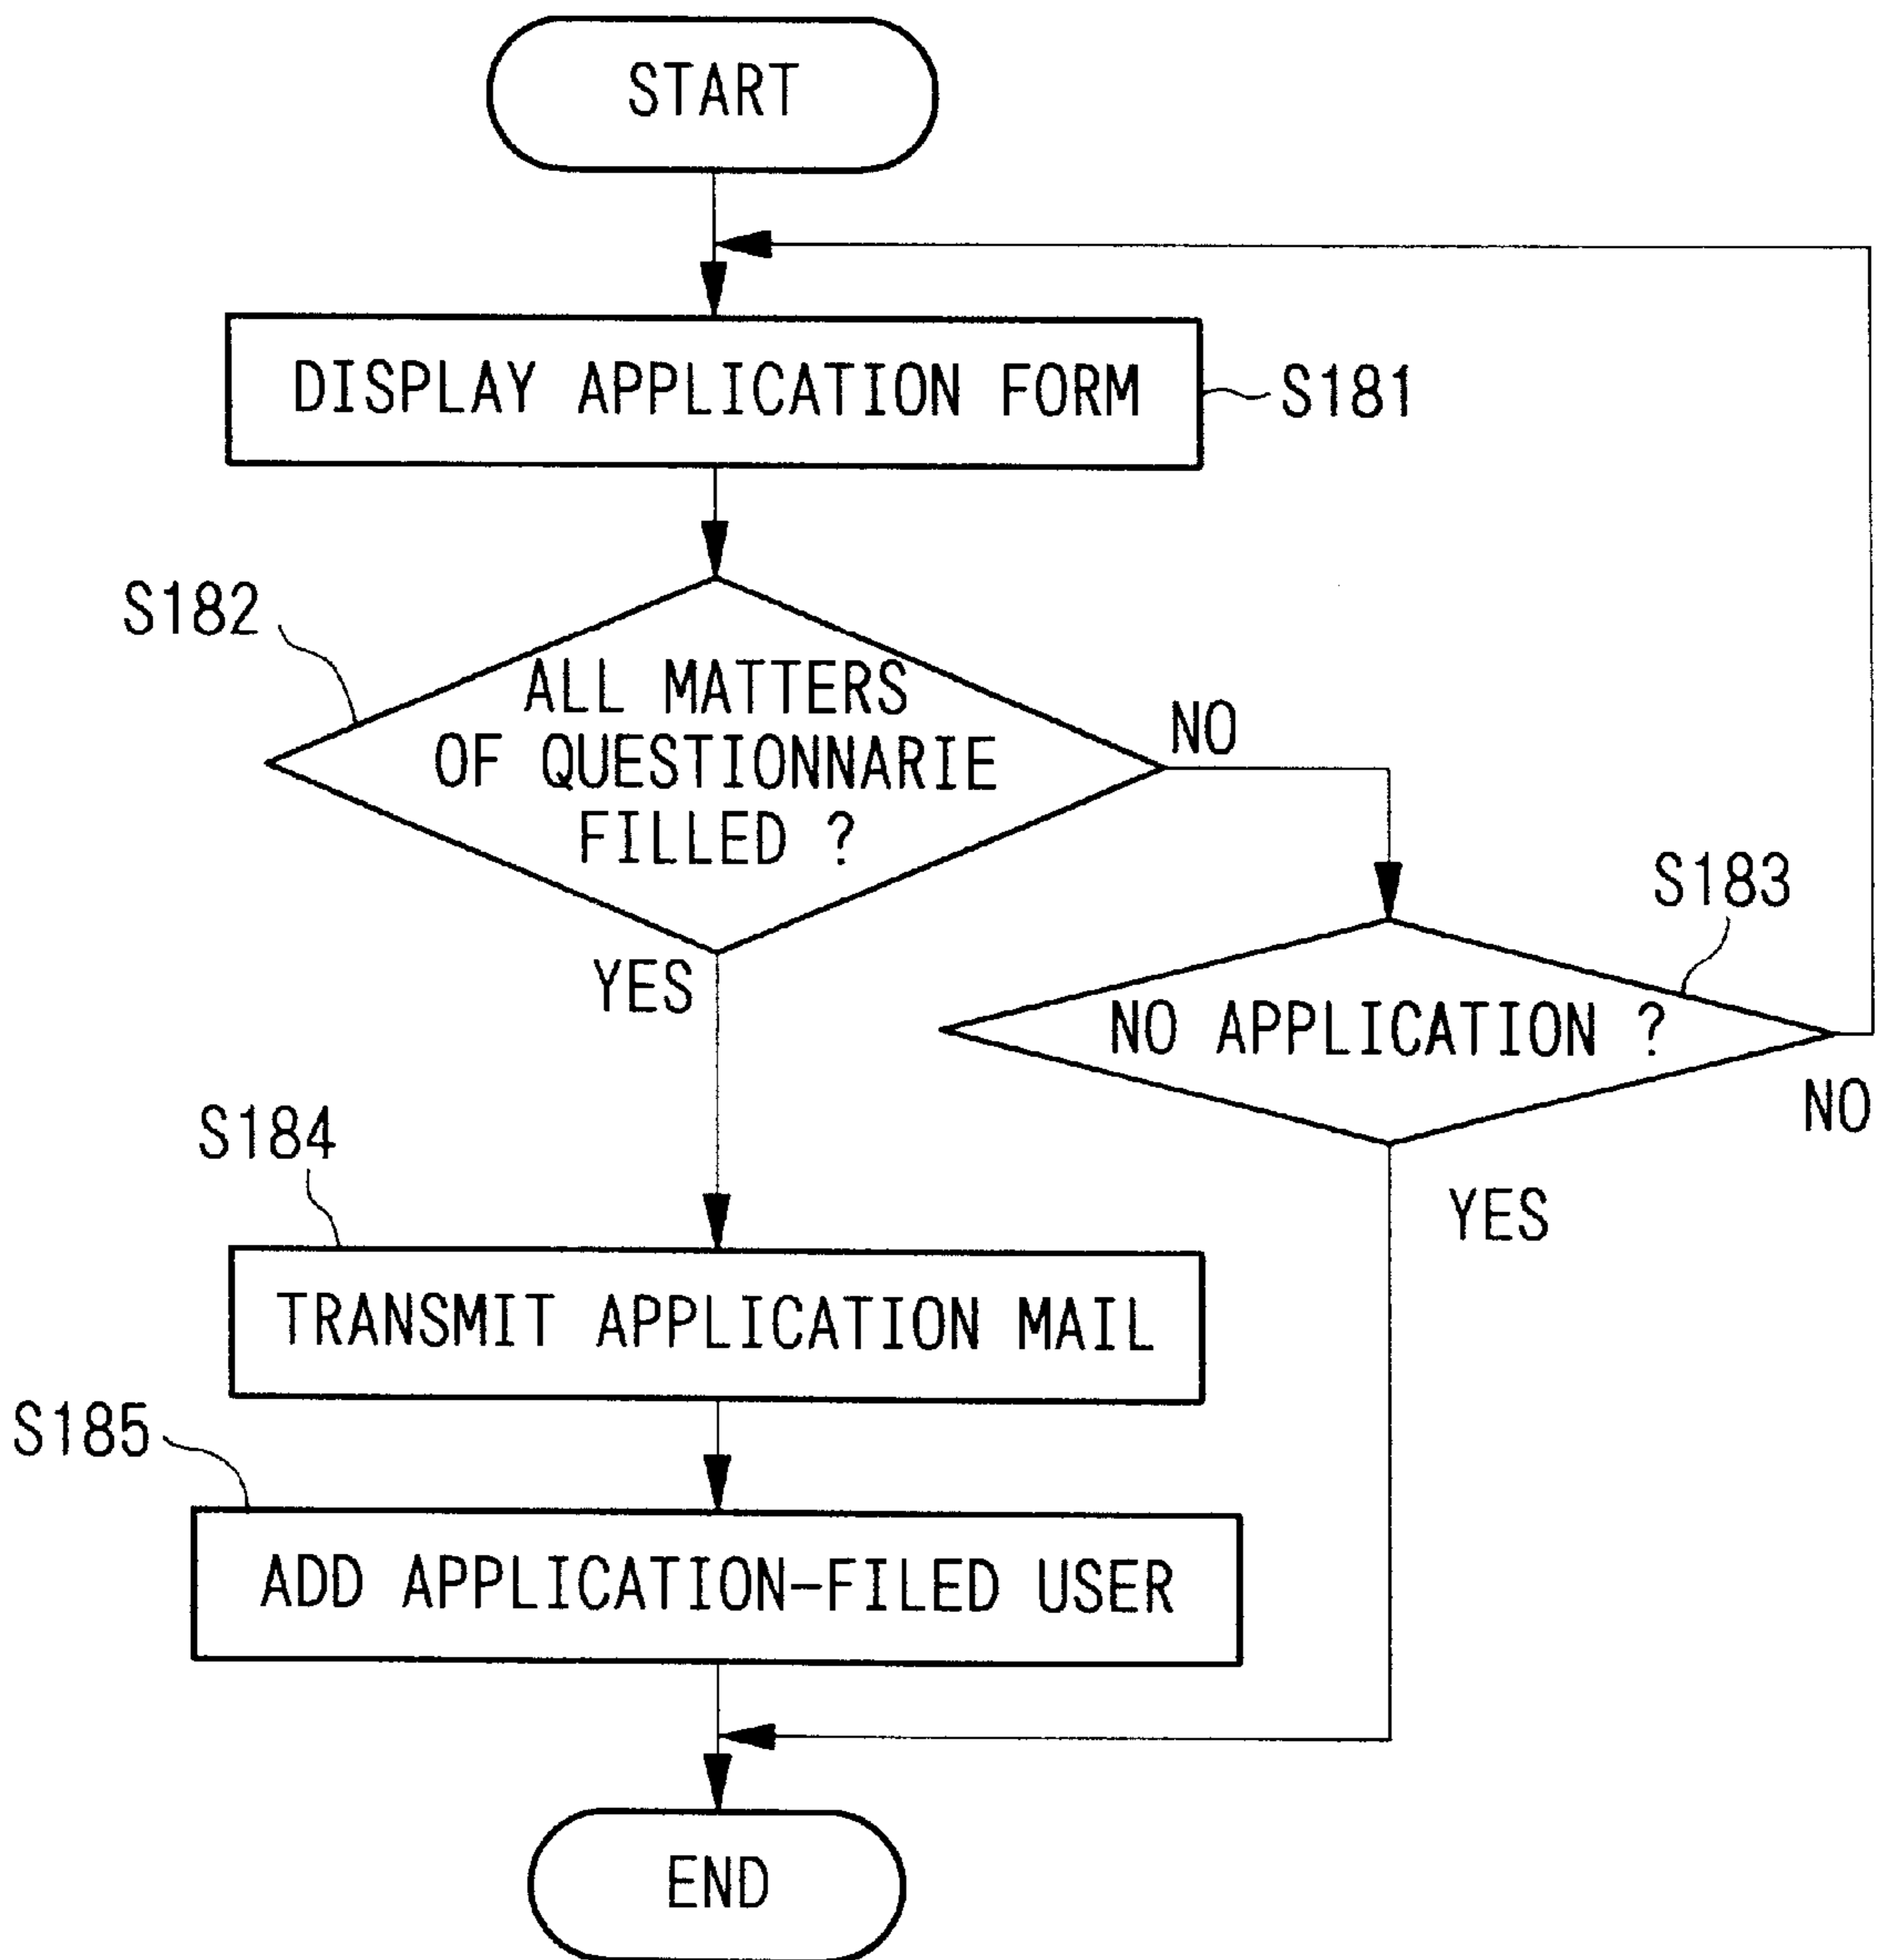 START
DISPLAY APPLICATION FORM
S181
S182
ALL MATTERS
OF QUESTIONNARIE
FILLED ?
NO
YES
S183
NO APPLICATION ?
NO
YES
S184
TRANSMIT APPLICATION MAIL
S185
ADD APPLICATION-FILED USER
END